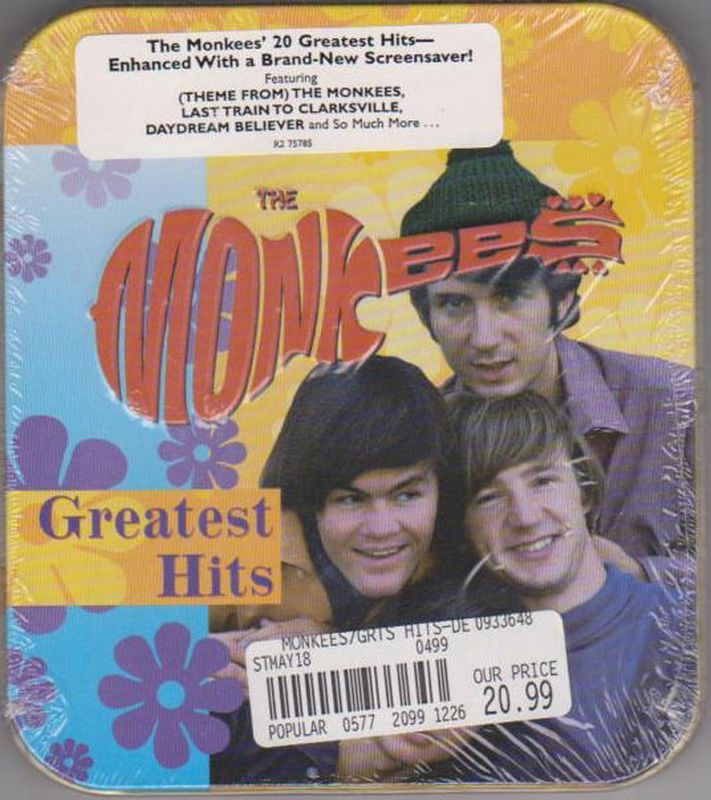 The Monkees' 20 Greatest Hits—
Enhanced With a Brand-New Screensaver!
Featuring
(THEME FROM) THE MONKEES,
LAST TRAIN TO CLARKSVILLE,
DAYDREAM BELIEVER and So Much More ...
R2 75785
THE
MONKEES
Greatest
Hits
MONKEES/GRTS HITS-DE 0933648
STMAY18 0499
OUR PRICE
20.99
POPULAR 0577 2099 1226